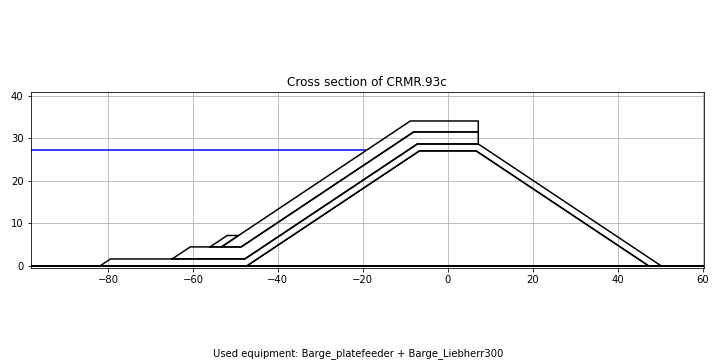 Cross section of CRMR.93c
40
30
20
10
0
−80 −60 −40 −20 0 20 40 60
Used equipment: Barge_platefeeder + Barge_Liebherr300